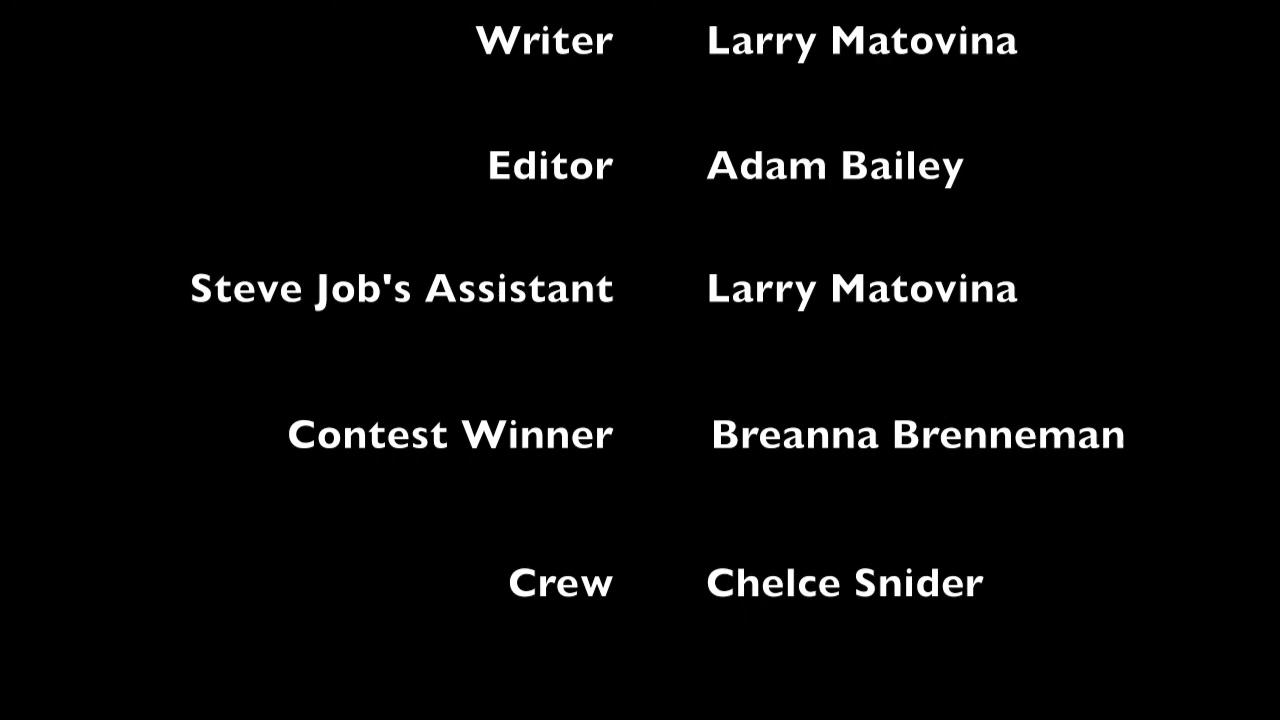 Writer Larry Matovina
Editor Adam Bailey
Steve Job's Assistant Larry Matovina
Contest Winner Breanna Brenneman
Crew Chelce Snider